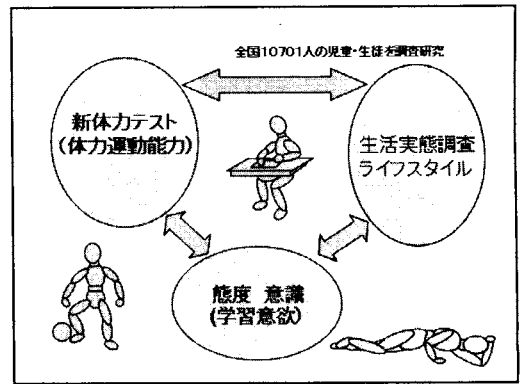 全国10701人の児童・生徒を調査研究
新体力テスト
(体力運動能力)
生活実態調査
ライフスタイル
態度 意識
(学習意欲)